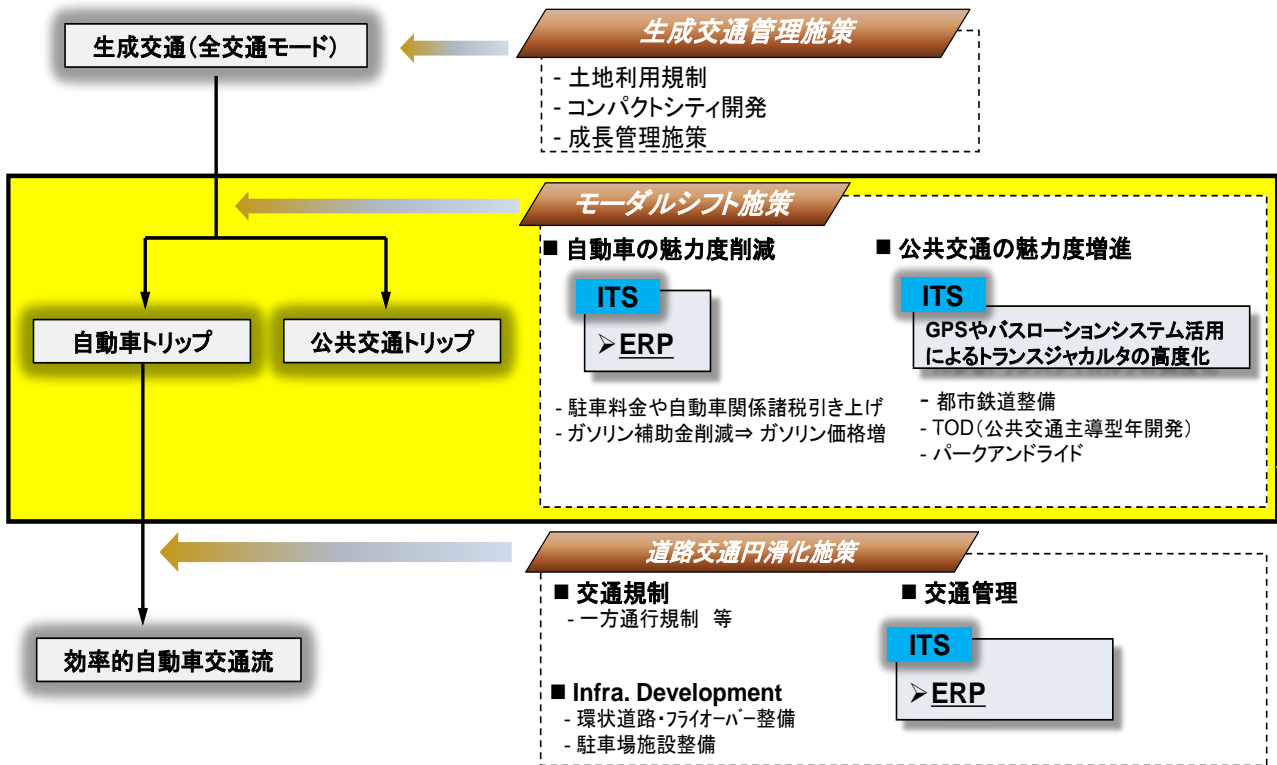 生成交通(全交通モード)
生成交通管理施策
- 土地利用規制
- コンパクトシティ開発
- 成長管理施策
モーダルシフト施策
■ 自動車の魅力度削減
ITS
➢ERP
- 駐車料金や自動車関係諸税引き上げ
- ガソリン補助金削減⇒ ガソリン価格増
■ 公共交通の魅力度増進
ITS
GPSやバスローションシステム活用
によるトランスジャカルタの高度化
- 都市鉄道整備
- TOD(公共交通主導型年開発)
- パークアンドライド
自動車トリップ
公共交通トリップ
道路交通円滑化施策
■ 交通規制
- 一方通行規制 等
■ Infra. Development
- 環状道路・フライオーバー整備
- 駐車場施設整備
■ 交通管理
ITS
➢ERP
効率的自動車交通流